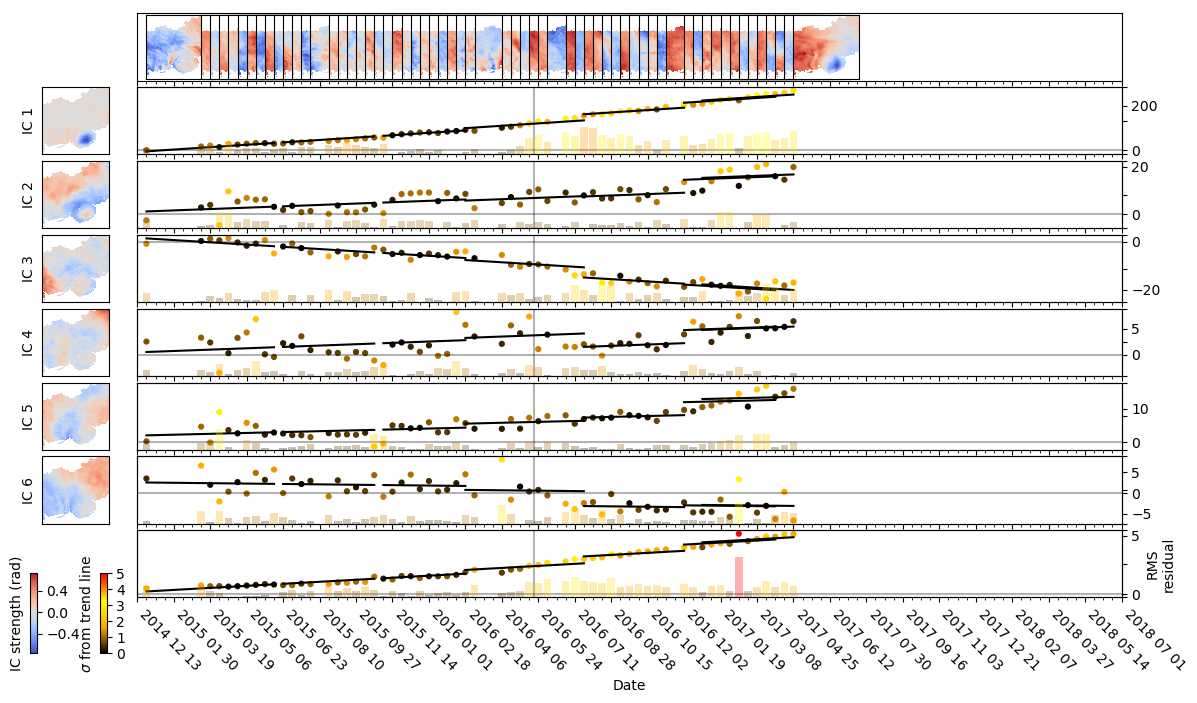 IC 1
200
0
IC 2
20
0
IC 3
0
−20
IC 4
5
0
IC 5
10
0
IC 6
5
0
−5
5
0
RMS
residual
IC strength (rad)
0.4
0.0
−0.4
σ from trend line
5
4
3
2
1
0
2014 12 13
2015 01 30
2015 03 19
2015 05 06
2015 06 23
2015 08 10
2015 09 27
2015 11 14
2016 01 01
2016 02 18
2016 04 06
2016 05 24
2016 07 11
2016 08 28
2016 10 15
2016 12 02
2017 01 19
2017 03 08
2017 04 25
2017 06 12
2017 07 30
2017 09 16
2017 11 03
2017 12 21
2018 02 07
2018 03 27
2018 05 14
2018 07 01
Date